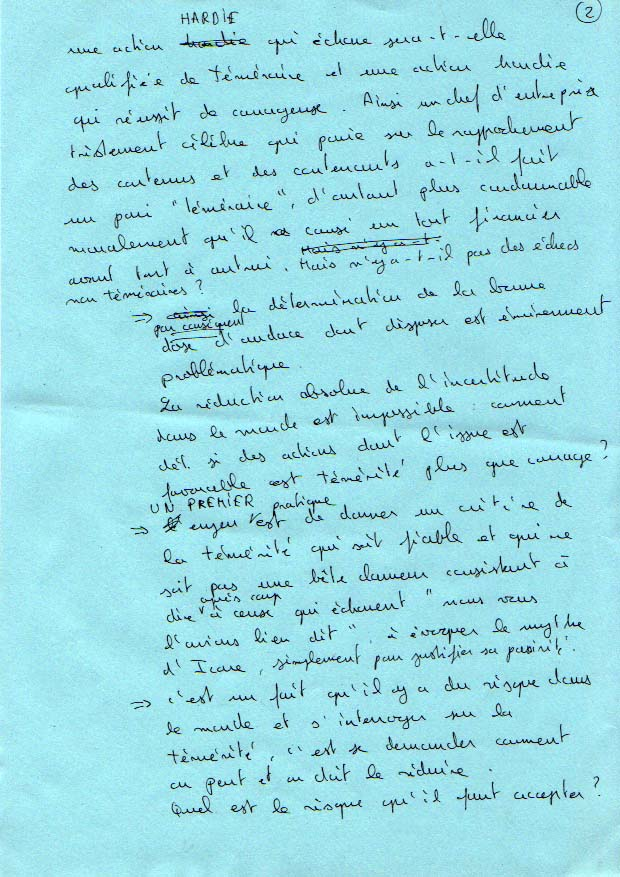 2
HARDIE
une action hardie qui échoue sera-t-elle
qualifiée de téméraire et une action hardie
qui réussit de courageuse. Ainsi un chef d'entreprise
tristement célèbre qui parie sur le rapprochement
des contenus et des contenants a-t-il fait
un pari "téméraire", d'autant plus condamnable
moralement qu'il a causé un tort financier
avant tout à autrui. Mais n'y a-t- Mais n'y a-t-il pas des échecs
non téméraires ?
=> ainsi la détermination de la bonne
par conséquent
dose d'audace dont disposer est éminemment
problématique.
La réduction absolue de l'incertitude
dans le monde est impossible : comment
dét. si des actions dont l'issue est
favorable est témérité plus que courage ?
UN PREMIER pratique
=> enjeu est de donner un critère de
la témérité qui soit fiable et qui ne
soit pas une bête clameur consistant à
après coup
dire à ceux qui échouent "nous vous
l'avions bien dit", à évoquer le mythe
d'Icare, simplement pour justifier sa passivité.
=> c'est un fait qu'il y a du risque dans
le monde et s'interroger sur la
témérité, c'est se demander comment
on peut et on doit le réduire.
Quel est le risque qu'il faut accepter ?